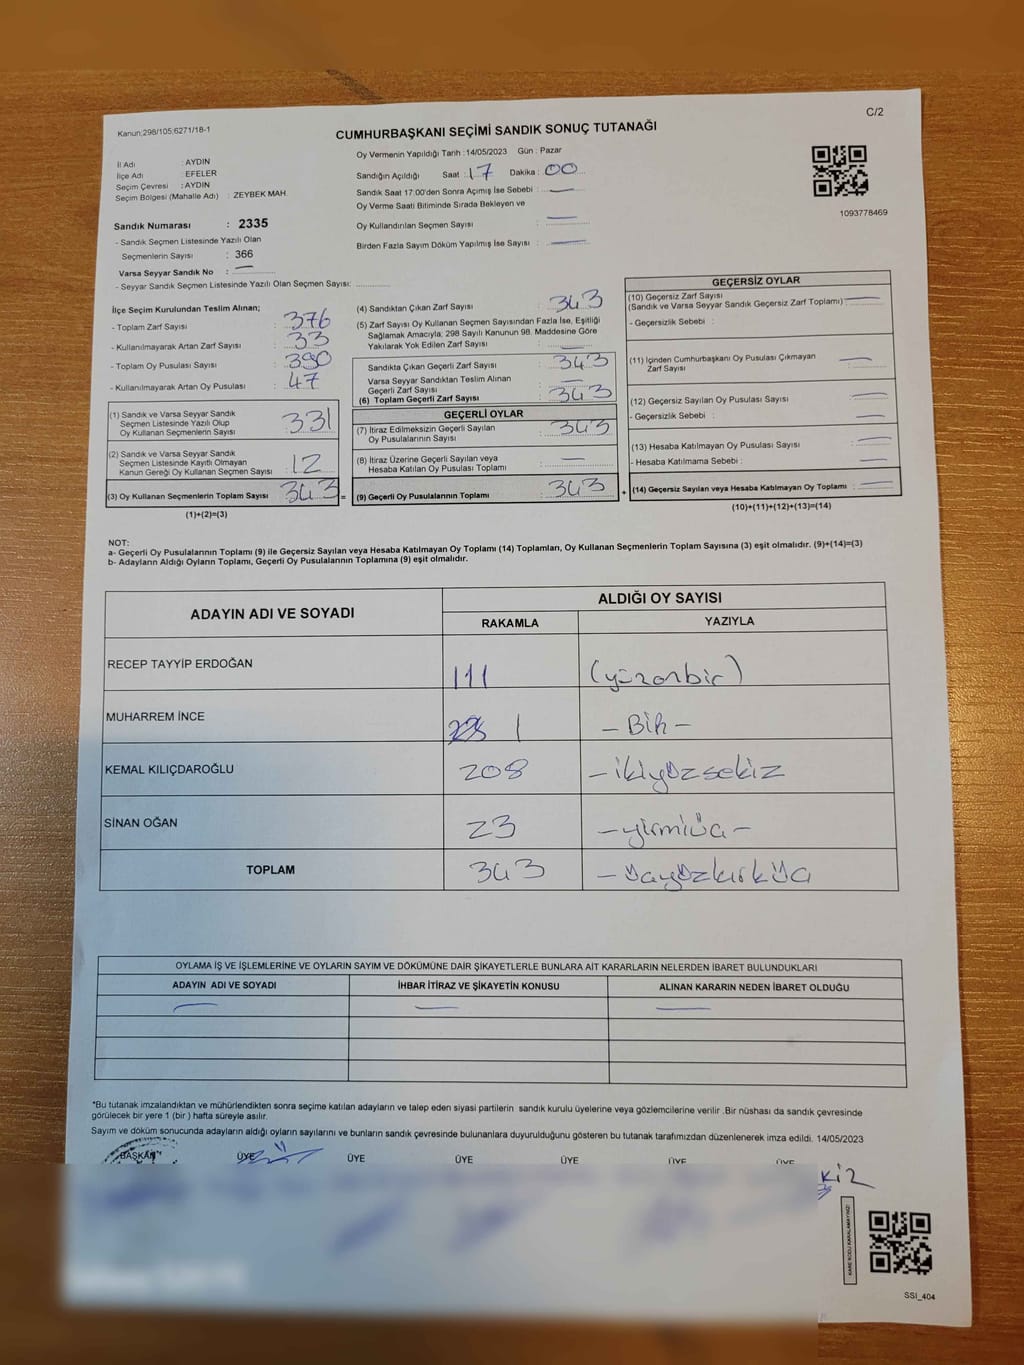 C/2
Kanun;298/105;6271/18-1
CUMHURBAŞKANI SEÇİMİ SANDIK SONUÇ TUTANAĞI
İl Adı : AYDIN
İlçe Adı : EFELER
Seçim Çevresi : AYDIN
Seçim Bölgesi (Mahalle Adı) : ZEYBEK MAH.
Sandık Numarası : 2335
- Sandık Seçmen Listesinde Yazılı Olan
Seçmenlerin Sayısı : 366
Varsa Seyyar Sandık No : —
- Seyyar Sandık Seçmen Listesinde Yazılı Olan Seçmen Sayısı: ............
Oy Vermenin Yapıldığı Tarih :14/05/2023 Gün : Pazar
Sandığın Açıldığı Saat : 17 Dakika : 00
Sandık Saat 17:00'den Sonra Açımış İse Sebebi : —
Oy Verme Saati Bitiminde Sırada Bekleyen ve
Oy Kullandırılan Seçmen Sayısı : —
Birden Fazla Sayım Döküm Yapılmış İse Sayısı : —
1093778469
İlçe Seçim Kurulundan Teslim Alınan;
- Toplam Zarf Sayısı : 376
- Kullanılmayarak Artan Zarf Sayısı : 33
- Toplam Oy Pusulası Sayısı : 390
- Kullanılmayarak Artan Oy Pusulası : 47
(1) Sandık ve Varsa Seyyar Sandık
Seçmen Listesinde Yazılı Olup
Oy Kullanan Seçmenlerin Sayısı : 331
(2) Sandık ve Varsa Seyyar Sandık
Seçmen Listesinde Kayıtlı Olmayan
Kanun Gereği Oy Kullanan Seçmen Sayısı : 12
(3) Oy Kullanan Seçmenlerin Toplam Sayısı : 343 =
(1)+(2)=(3)
(4) Sandıktan Çıkan Zarf Sayısı : 343
(5) Zarf Sayısı Oy Kullanan Seçmen Sayısından Fazla İse, Eşitliği
Sağlamak Amacıyla; 298 Sayılı Kanunun 98. Maddesine Göre
Yakılarak Yok Edilen Zarf Sayısı : —
Sandıkta Çıkan Geçerli Zarf Sayısı : 343
Varsa Seyyar Sandıktan Teslim Alınan
Geçerli Zarf Sayısı : —
(6) Toplam Geçerli Zarf Sayısı : 343
GEÇERLİ OYLAR
(7) İtiraz Edilmeksizin Geçerli Sayılan
Oy Pusulalarının Sayısı : 343
(8) İtiraz Üzerine Geçerli Sayılan veya
Hesaba Katılan Oy Pusulası Toplamı : —
(9) Geçerli Oy Pusulalarının Toplamı : 343 +
GEÇERSİZ OYLAR
(10) Geçersiz Zarf Sayısı
(Sandık ve Varsa Seyyar Sandık Geçersiz Zarf Toplamı) : —
- Geçersizlik Sebebi :
(11) İçinden Cumhurbaşkanı Oy Pusulası Çıkmayan
Zarf Sayısı : —
(12) Geçersiz Sayılan Oy Pusulası Sayısı : —
- Geçersizlik Sebebi : —
(13) Hesaba Katılmayan Oy Pusulası Sayısı : —
- Hesaba Katılmama Sebebi : —
(14) Geçersiz Sayılan veya Hesaba Katılmayan Oy Toplamı : —
(10)+(11)+(12)+(13)=(14)
NOT:
a- Geçerli Oy Pusulalarının Toplamı (9) ile Geçersiz Sayılan veya Hesaba Katılmayan Oy Toplamı (14) Toplamları, Oy Kullanan Seçmenlerin Toplam Sayısına (3) eşit olmalıdır. (9)+(14)=(3)
b- Adayların Aldığı Oyların Toplamı, Geçerli Oy Pusulalarının Toplamına (9) eşit olmalıdır.
ADAYIN ADI VE SOYADI ALDIĞI OY SAYISI
RAKAMLA YAZIYLA
RECEP TAYYİP ERDOĞAN 111 (yüzonbir)
MUHARREM İNCE 1 – BİR –
KEMAL KILIÇDAROĞLU 208 – ikiyüzsekiz
SİNAN OĞAN 23 – yirmiüç –
TOPLAM 343 – üçyüzkırküç
OYLAMA İŞ VE İŞLEMLERİNE VE OYLARIN SAYIM VE DÖKÜMÜNE DAİR ŞİKAYETLERLE BUNLARA AİT KARARLARIN NELERDEN İBARET BULUNDUKLARI
ADAYIN ADI VE SOYADI İHBAR İTİRAZ VE ŞİKAYETİN KONUSU ALINAN KARARIN NEDEN İBARET OLDUĞU
— — —
*Bu tutanak imzalandıktan ve mühürlendikten sonra seçime katılan adayların ve talep eden siyasi partilerin sandık kurulu üyelerine veya gözlemcilerine verilir .Bir nüshası da sandık çevresinde
görülecek bir yere 1 (bir ) hafta süreyle asılır.
Sayım ve döküm sonucunda adayların aldığı oyların sayılarını ve bunların sandık çevresinde bulunanlara duyurulduğunu gösteren bu tutanak tarafımızdan düzenlenerek imza edildi. 14/05/2023
BAŞKAN ÜYE ÜYE ÜYE ÜYE ÜYE ÜYE
KARE KODU KARALAMAYINIZ!
SSI_404